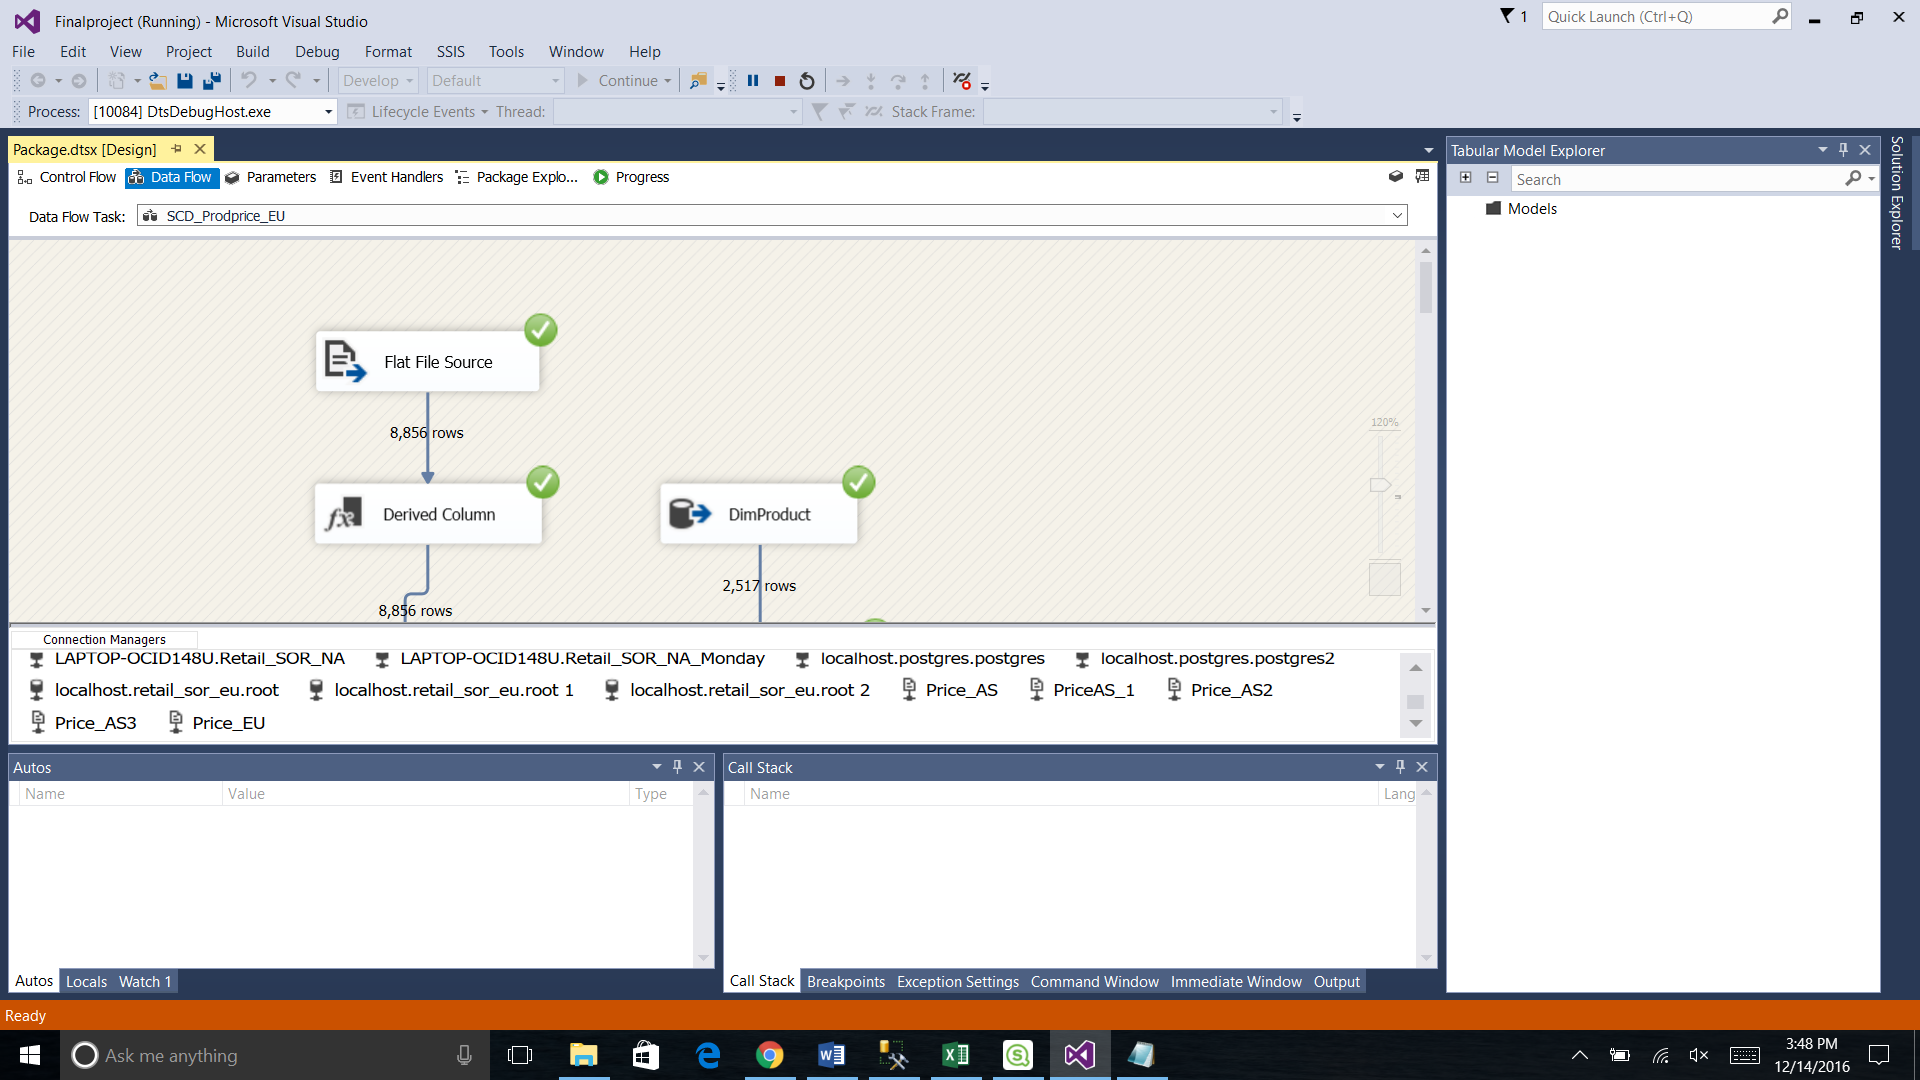 Finalproject (Running) - Microsoft Visual Studio
1
Quick Launch (Ctrl+Q)
File Edit View Project Build Debug Format SSIS Tools Window Help
Develop Default Continue
Process: [10084] DtsDebugHost.exe Lifecycle Events Thread: Stack Frame:
Package.dtsx [Design]
Control Flow Data Flow Parameters Event Handlers Package Explo... Progress
Data Flow Task: SCD_Prodprice_EU
Flat File Source
8,856 rows
Derived Column
DimProduct
2,517 rows
8,856 rows
120%
Connection Managers
LAPTOP-OCID148U.Retail_SOR_NA LAPTOP-OCID148U.Retail_SOR_NA_Monday localhost.postgres.postgres localhost.postgres.postgres2
localhost.retail_sor_eu.root localhost.retail_sor_eu.root 1 localhost.retail_sor_eu.root 2 Price_AS PriceAS_1 Price_AS2
Price_AS3 Price_EU
Tabular Model Explorer
Search
Models
Solution Explorer
Autos
Name Value Type
Autos Locals Watch 1
Call Stack
Name Lang
Call Stack Breakpoints Exception Settings Command Window Immediate Window Output
Ready
Ask me anything
3:48 PM
12/14/2016